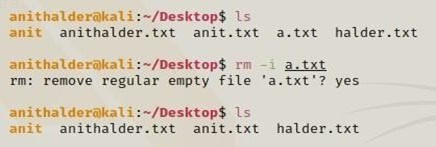 anithalder@kali:~/Desktop$ ls
anit  anithalder.txt  anit.txt  a.txt  halder.txt
anithalder@kali:~/Desktop$ rm -i a.txt
rm: remove regular empty file 'a.txt'? yes
anithalder@kali:~/Desktop$ ls
anit  anithalder.txt  anit.txt  halder.txt